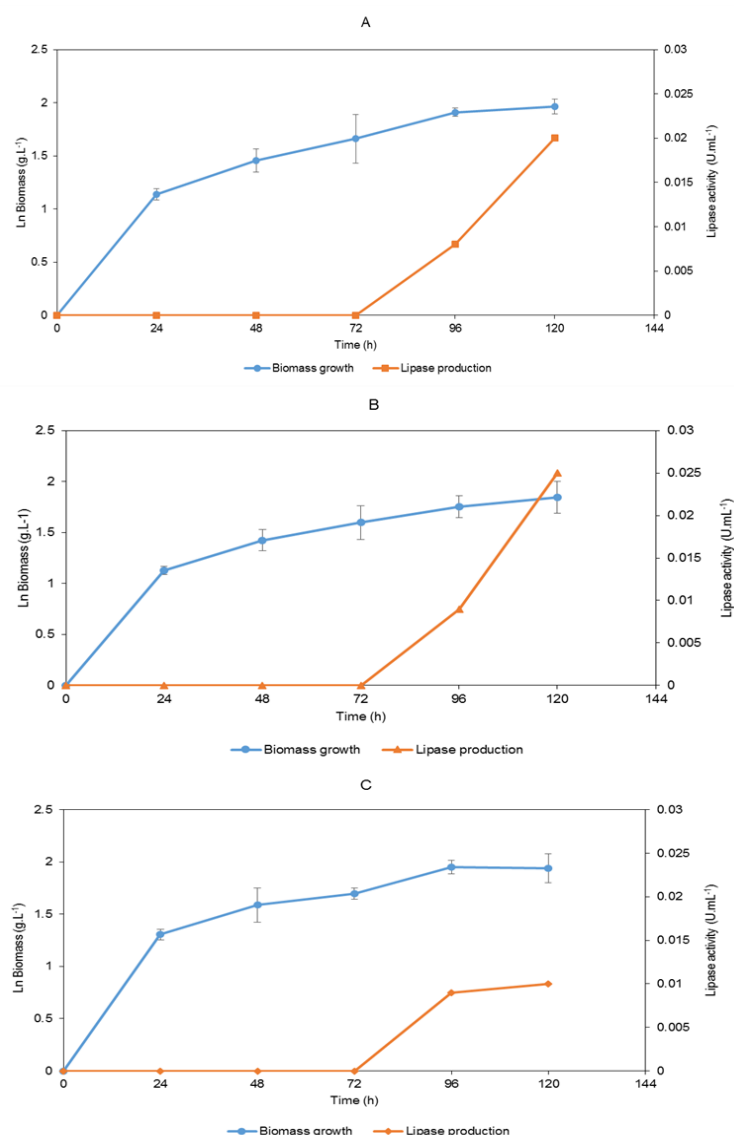 A
2.5 0.03
2 0.025
1.5 0.02
1 0.015
0.5 0.01
0 0.005
0
Ln Biomass (g.L-1)
Lipase activity (U.mL-1)
0 24 48 72 96 120 144
Time (h)
Biomass growth Lipase production
B
2.5 0.03
2 0.025
1.5 0.02
1 0.015
0.5 0.01
0 0.005
0
Ln Biomass (g.L-1)
Lipase activity (U.mL-1)
0 24 48 72 96 120 144
Time (h)
Biomass growth Lipase production
C
2.5 0.03
2 0.025
1.5 0.02
1 0.015
0.5 0.01
0 0.005
0
Ln Biomass (g.L-1)
Lipase activity (U.mL-1)
0 24 48 72 96 120 144
Time (h)
Biomass growth Lipase production